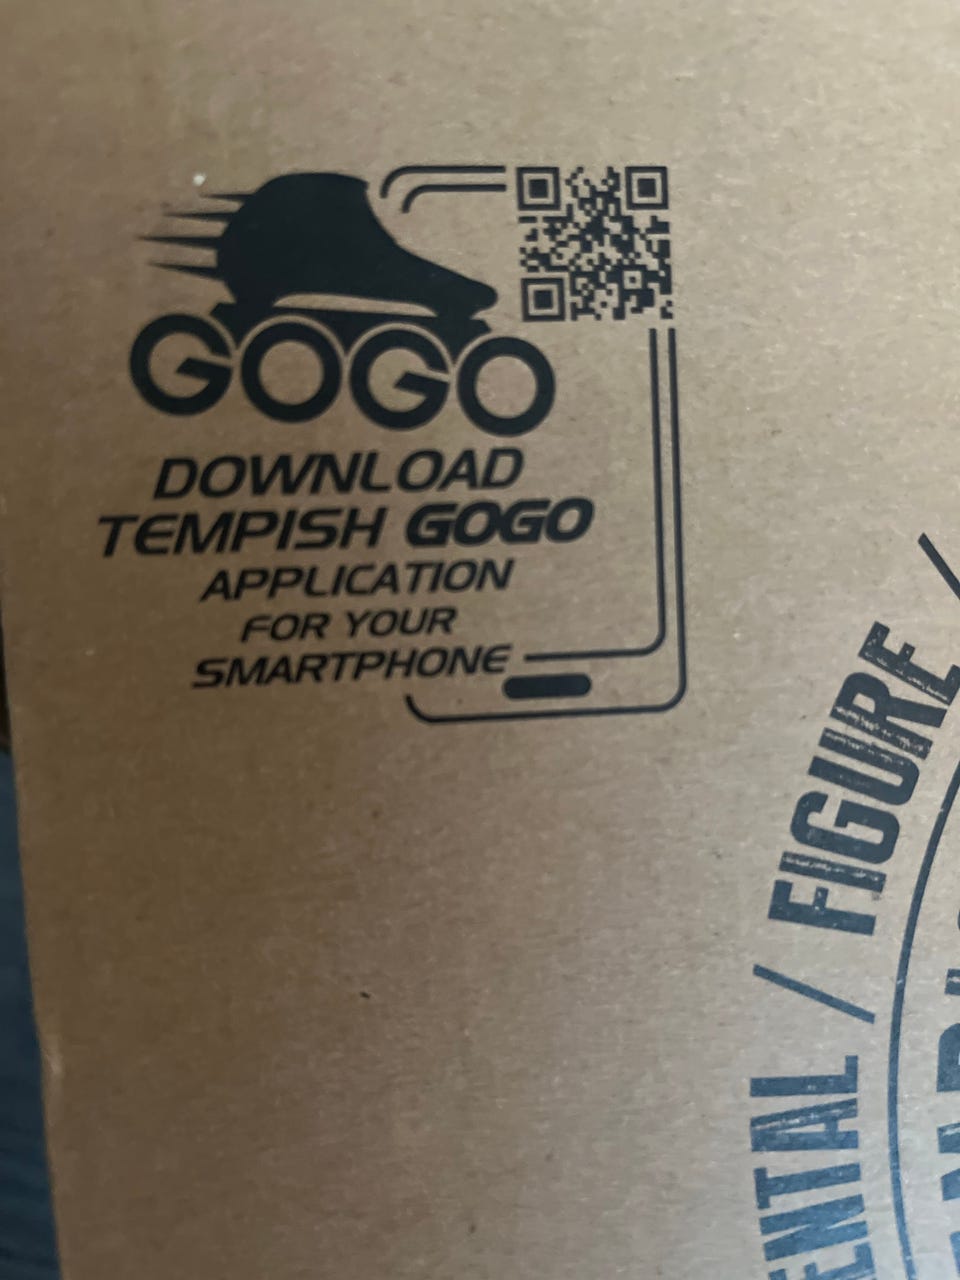 GOGO
DOWNLOAD
TEMPISH GOGO
APPLICATION
FOR YOUR
SMARTPHONE
/ FIGURE /